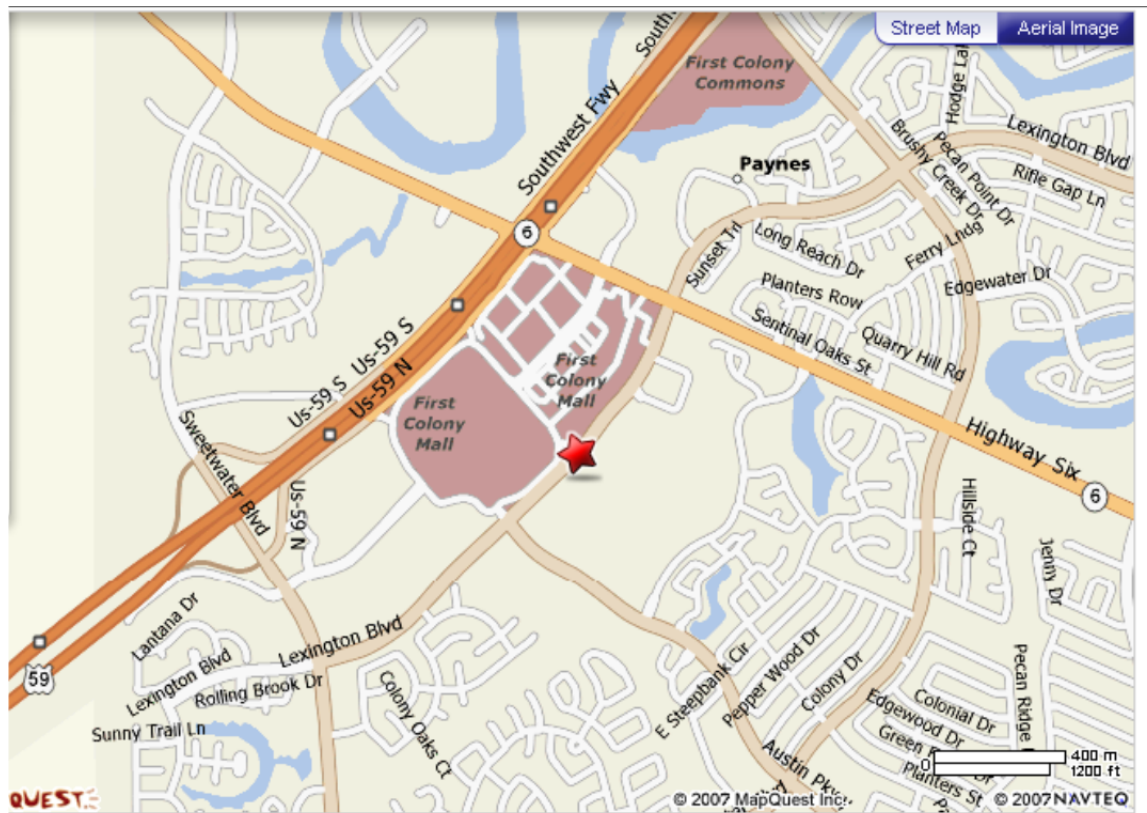 Street Map
Aerial Image
South
First Colony
Commons
Southwest Fwy
Hodge La
Lexington Blvd
Brushy Creek Dr
Pecan Point Dr
Rifle Gap Ln
Paynes
6
Sunset Trl
Long Reach Dr
Ferry Lndg
Edgewater Dr
Planters Row
Sentinal Oaks St
Quarry Hill Rd
Us-59 S
Us-59 S
Us-59 N
First
Colony
Mall
First
Colony
Mall
Sweetwater Blvd
Us-59 N
Highway Six
6
Hillside Ct
Jenny Dr
59
Lantana Dr
Lexington Blvd
Lexington Blvd
Rolling Brook Dr
Sunny Trail Ln
Colony Oaks Ct
E Steepbank Cir
Pepper Wood Dr
Colony Dr
Pecan Ridge
Colonial Dr
Edgewood Dr
Green
Planters St
Austin Pkwy
0
400 m
1200 ft
QUEST
© 2007 MapQuest Inc.
© 2007 NAVTEQ